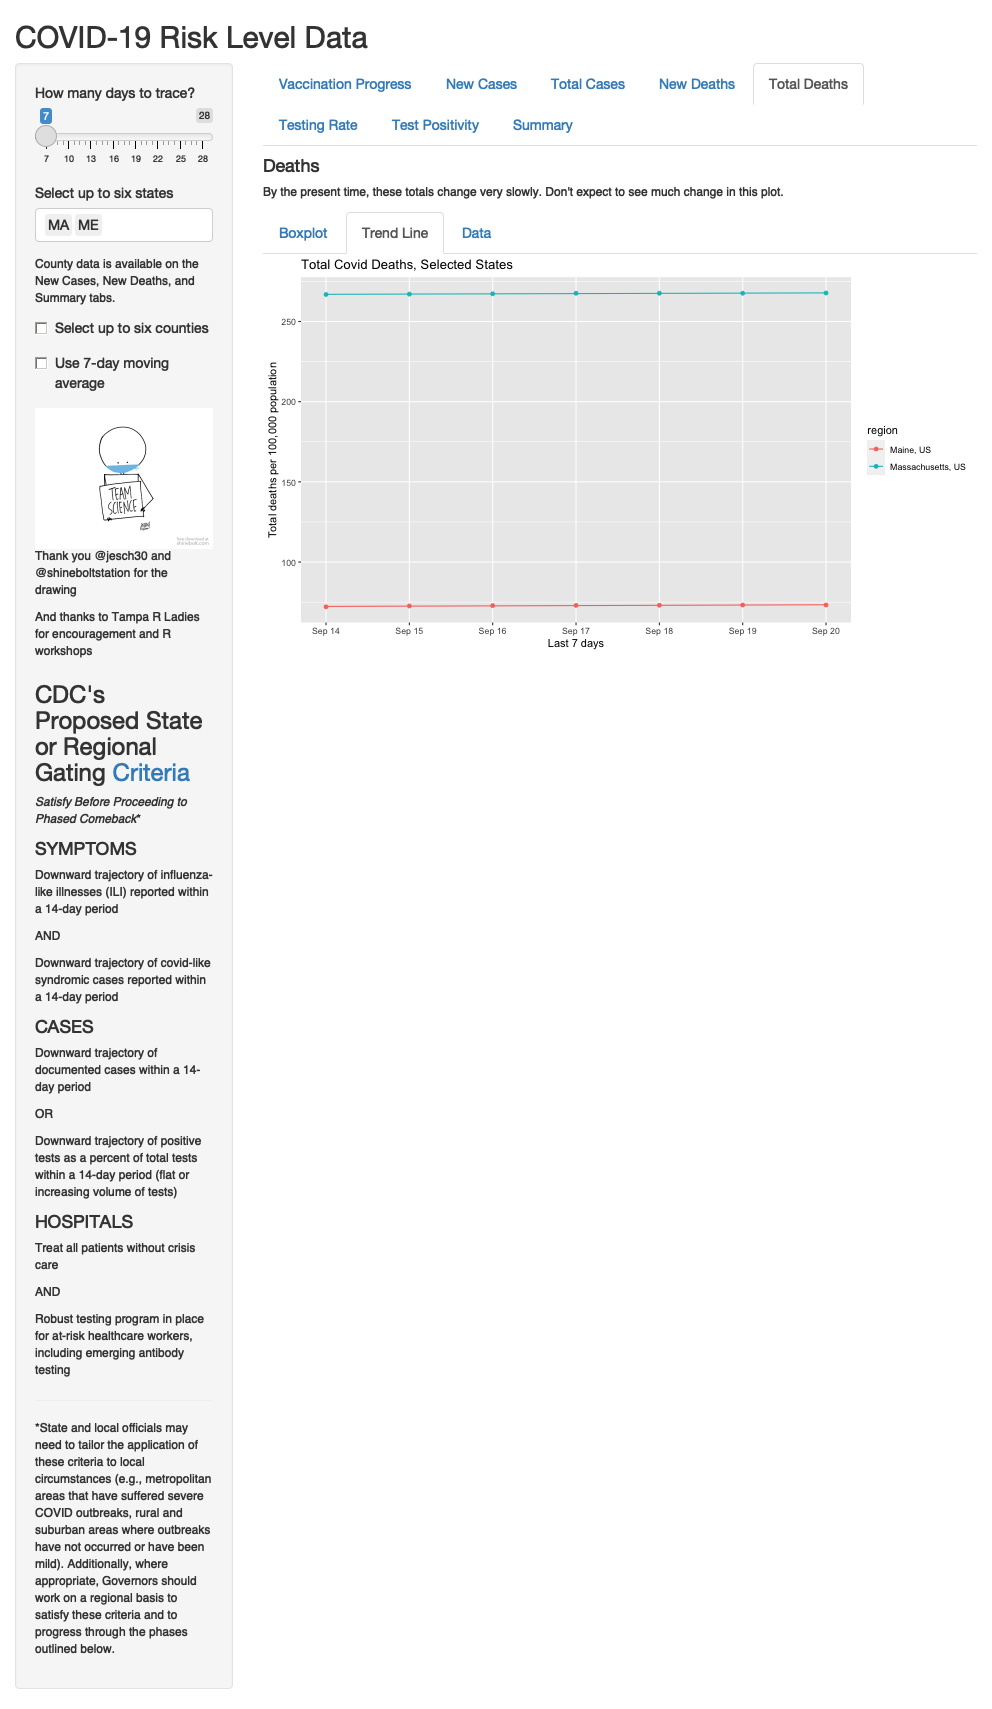 COVID-19 Risk Level Data
How many days to trace?
7
28
7 10 13 16 19 22 25 28
Select up to six states
MA ME
County data is available on the
New Cases, New Deaths, and
Summary tabs.
Select up to six counties
Use 7-day moving
average
TEAM
SCIENCE
free download at
shinebolt.com
Thank you @jesch30 and
@shineboltstation for the
drawing
And thanks to Tampa R Ladies
for encouragement and R
workshops
CDC's
Proposed State
or Regional
Gating Criteria
Satisfy Before Proceeding to
Phased Comeback*
SYMPTOMS
Downward trajectory of influenza-
like illnesses (ILI) reported within
a 14-day period
AND
Downward trajectory of covid-like
syndromic cases reported within
a 14-day period
CASES
Downward trajectory of
documented cases within a 14-
day period
OR
Downward trajectory of positive
tests as a percent of total tests
within a 14-day period (flat or
increasing volume of tests)
HOSPITALS
Treat all patients without crisis
care
AND
Robust testing program in place
for at-risk healthcare workers,
including emerging antibody
testing
*State and local officials may
need to tailor the application of
these criteria to local
circumstances (e.g., metropolitan
areas that have suffered severe
COVID outbreaks, rural and
suburban areas where outbreaks
have not occurred or have been
mild). Additionally, where
appropriate, Governors should
work on a regional basis to
satisfy these criteria and to
progress through the phases
outlined below.
Vaccination Progress New Cases Total Cases New Deaths Total Deaths
Testing Rate Test Positivity Summary
Deaths
By the present time, these totals change very slowly. Don't expect to see much change in this plot.
Boxplot Trend Line Data
Total Covid Deaths, Selected States
Total deaths per 100,000 population
250
200
150
100
Sep 14 Sep 15 Sep 16 Sep 17 Sep 18 Sep 19 Sep 20
Last 7 days
region
Maine, US
Massachusetts, US